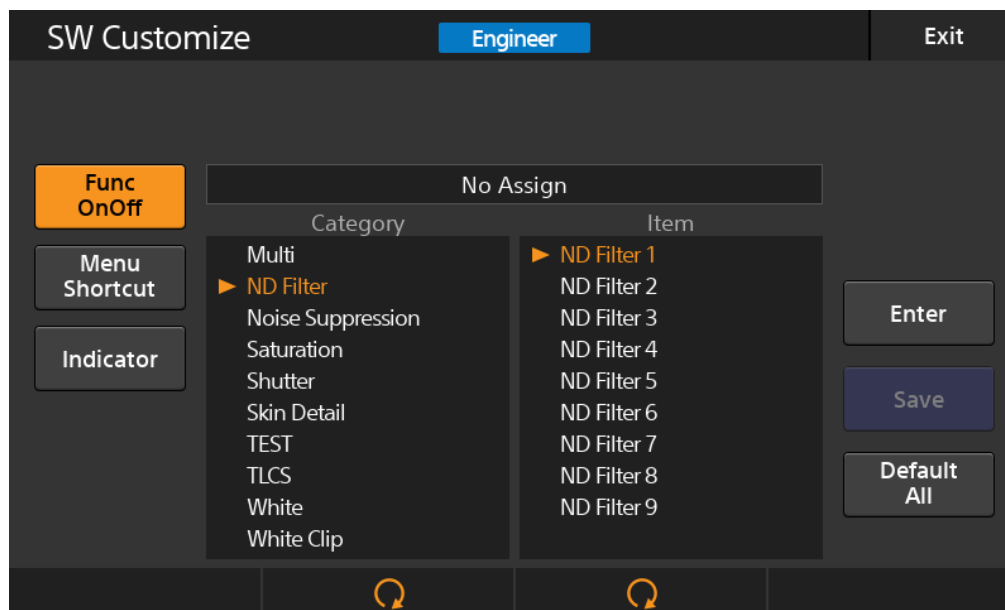 SW Customize
Engineer
Exit
Func
OnOff
No Assign
Category
Item
Menu
Shortcut
Indicator
Multi
ND Filter
Noise Suppression
Saturation
Shutter
Skin Detail
TEST
TLCS
White
White Clip
ND Filter 1
ND Filter 2
ND Filter 3
ND Filter 4
ND Filter 5
ND Filter 6
ND Filter 7
ND Filter 8
ND Filter 9
Enter
Save
Default
All